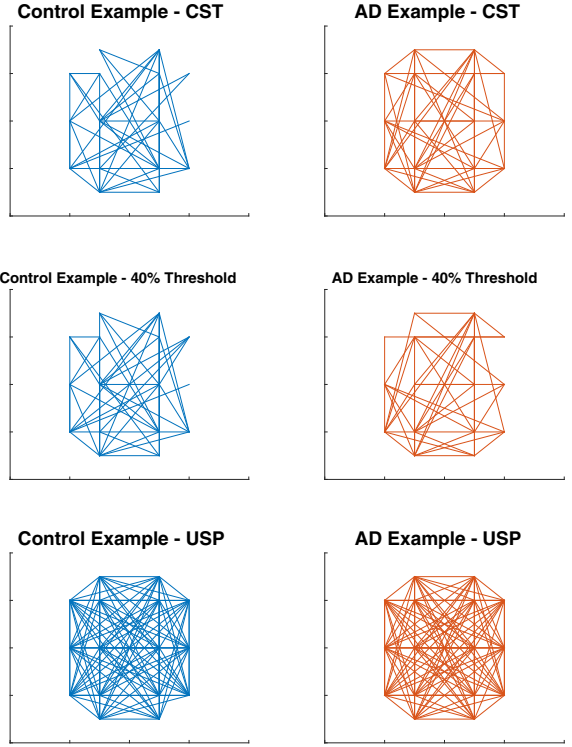 Control Example - CST
AD Example - CST
Control Example - 40% Threshold
AD Example - 40% Threshold
Control Example - USP
AD Example - USP